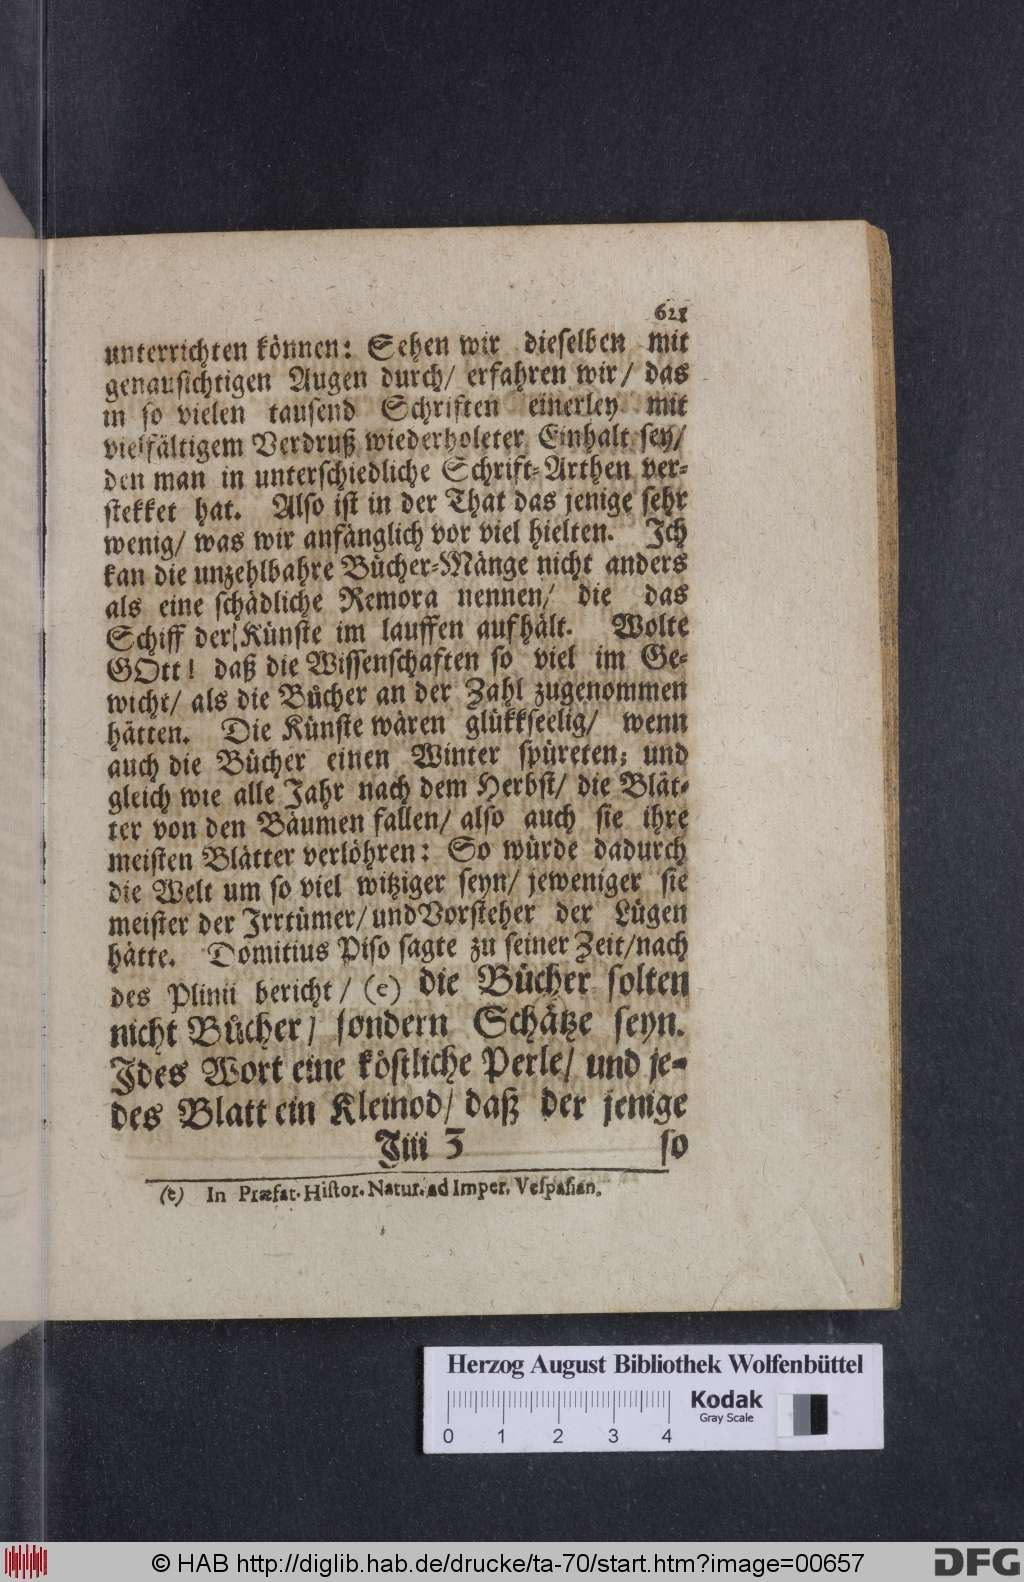 621
unterrichten können: Sehen wir dieselben mit
genausichtigen Augen durch/ erfahren wir/ das
in so vielen tausend Schriften einerley mit
vielfältigem Verdruß wiederholeter Einhalt sey/
den man in unterschiedliche Schrift-Arthen ver-
stekket hat. Also ist in der That das jenige sehr
wenig/ was wir anfänglich vor viel hielten. Ich
kan die unzehlbahre Bücher-Mänge nicht anders
als eine schädliche Remora nennen/ die das
Schiff der Künste im lauffen aufhält. Wolte
GOtt! daß die Wissenschaften so viel im Ge-
wicht/ als die Bücher an der Zahl zugenommen
hätten. Die Künste wären glükkseelig/ wenn
auch die Bücher einen Winter spüreten; und
gleich wie alle Jahr nach dem Herbst/ die Blät-
ter von den Bäumen fallen/ also auch sie ihre
meisten Blätter verlöhren: So würde dadurch
die Welt um so viel witziger seyn/ jeweniger sie
meister der Irrtümer/ und Vorsteher der Lügen
hätte. Domitius Piso sagte zu seiner Zeit/ nach
des Plinii bericht/ (e) die Bücher solten
nicht Bücher/ sondern Schätze seyn.
Ides Wort eine köstliche Perle/ und je-
des Blatt ein Kleinod/ daß der jenige
Jiii 3 so
(e) In Præfat. Histor. Natur. ad Imper. Vespasian.
Herzog August Bibliothek Wolfenbüttel
Kodak
Gray Scale
0 1 2 3 4
© HAB http://diglib.hab.de/drucke/ta-70/start.htm?image=00657
DFG